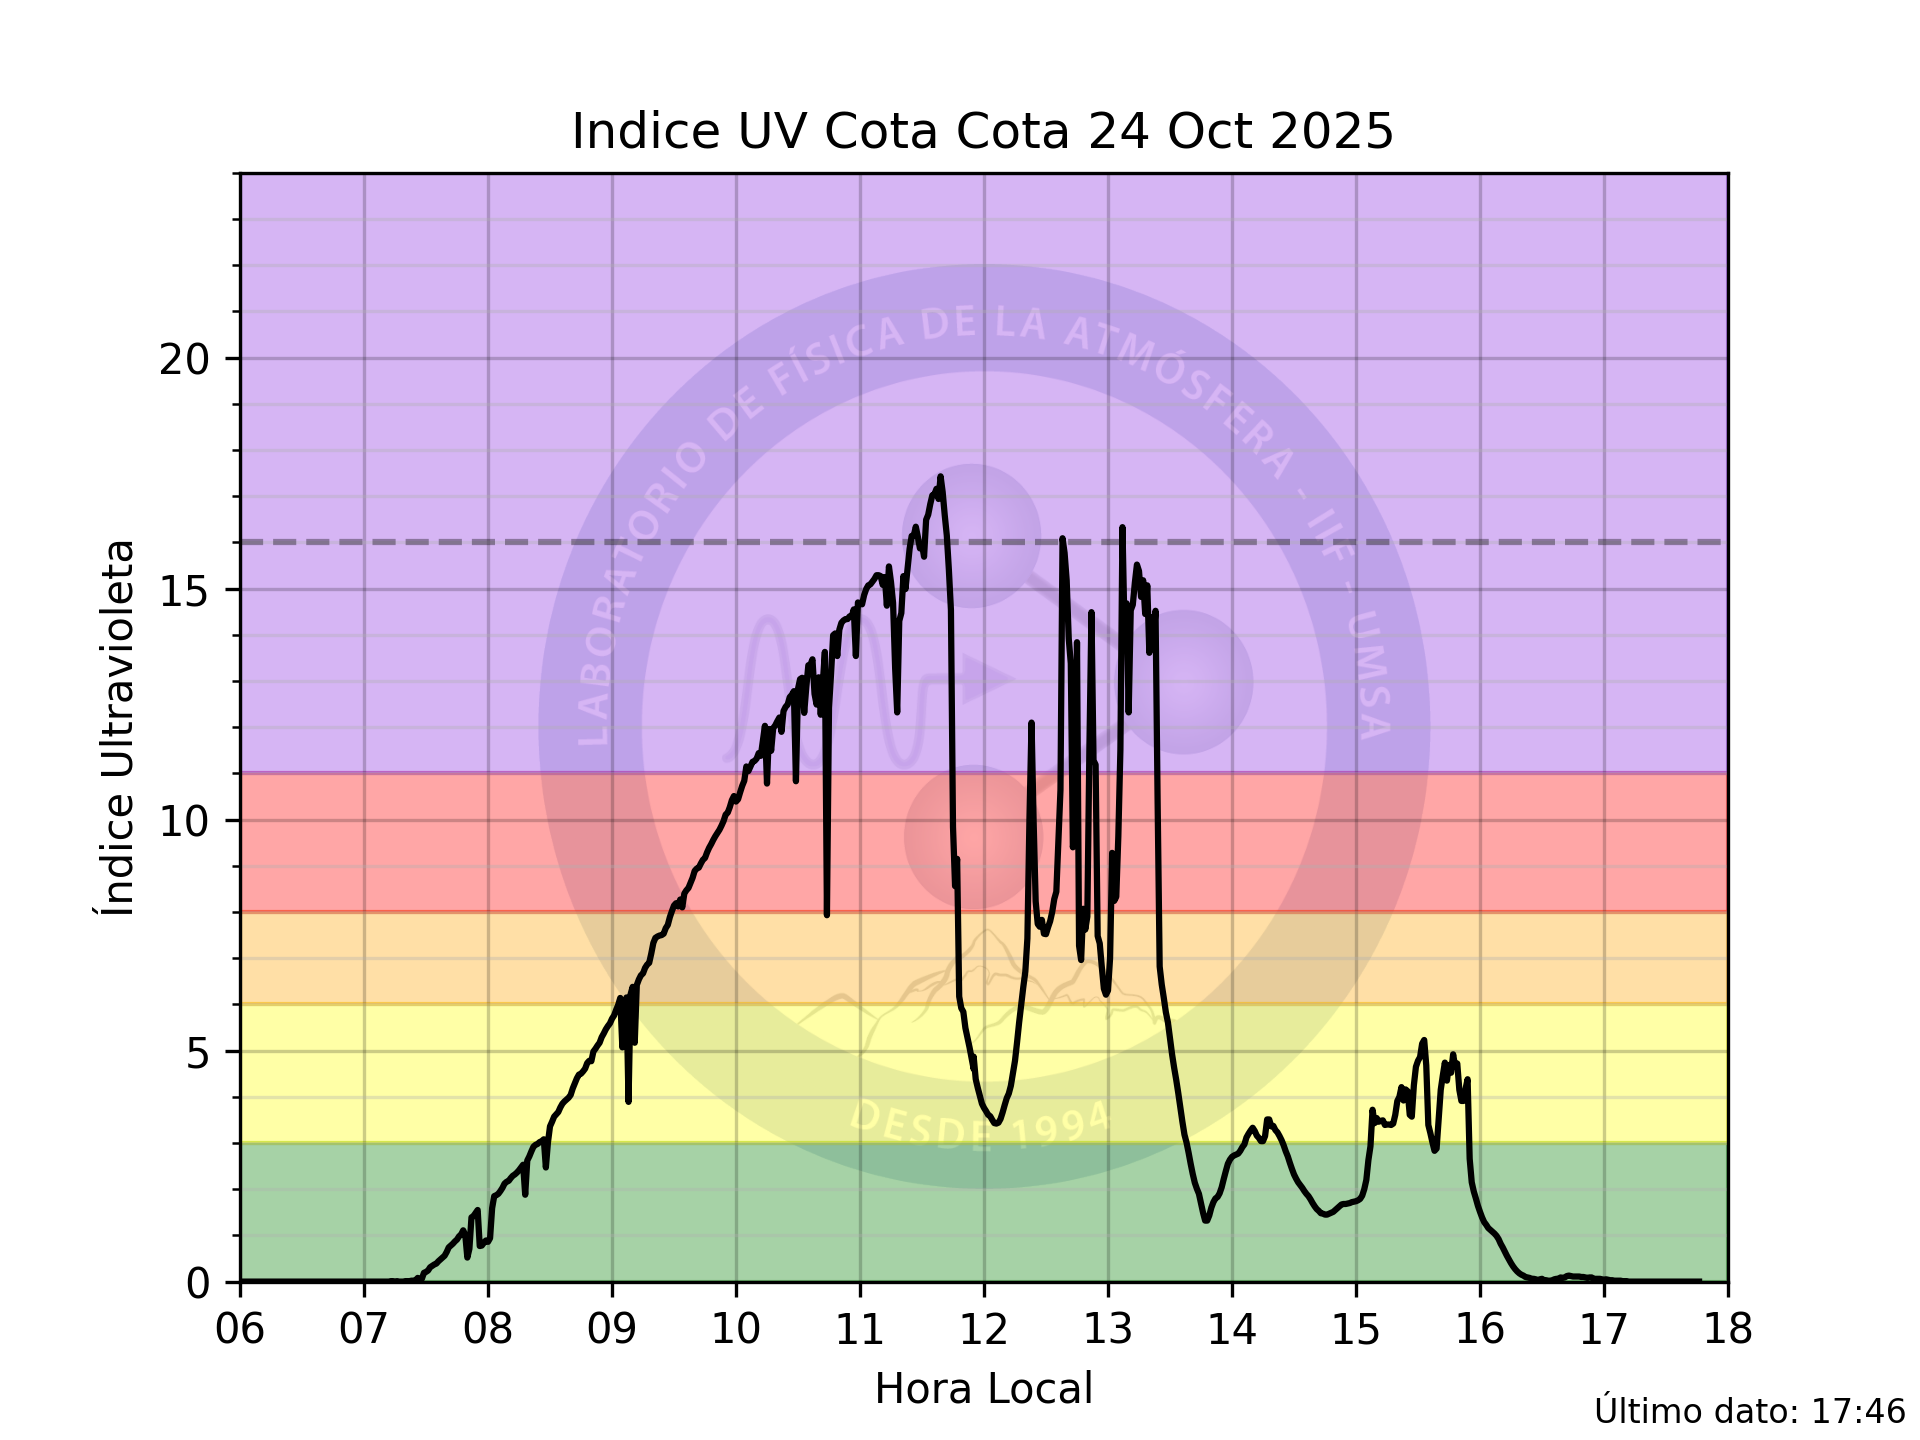 Indice UV Cota Cota 24 Oct 2025
Índice Ultravioleta
20
15
10
5
0
LABORATORIO DE FÍSICA DE LA ATMÓSFERA - IIF - UMSA
DESDE 1994
06 07 08 09 10 11 12 13 14 15 16 17 18
Hora Local
Último dato: 17:46